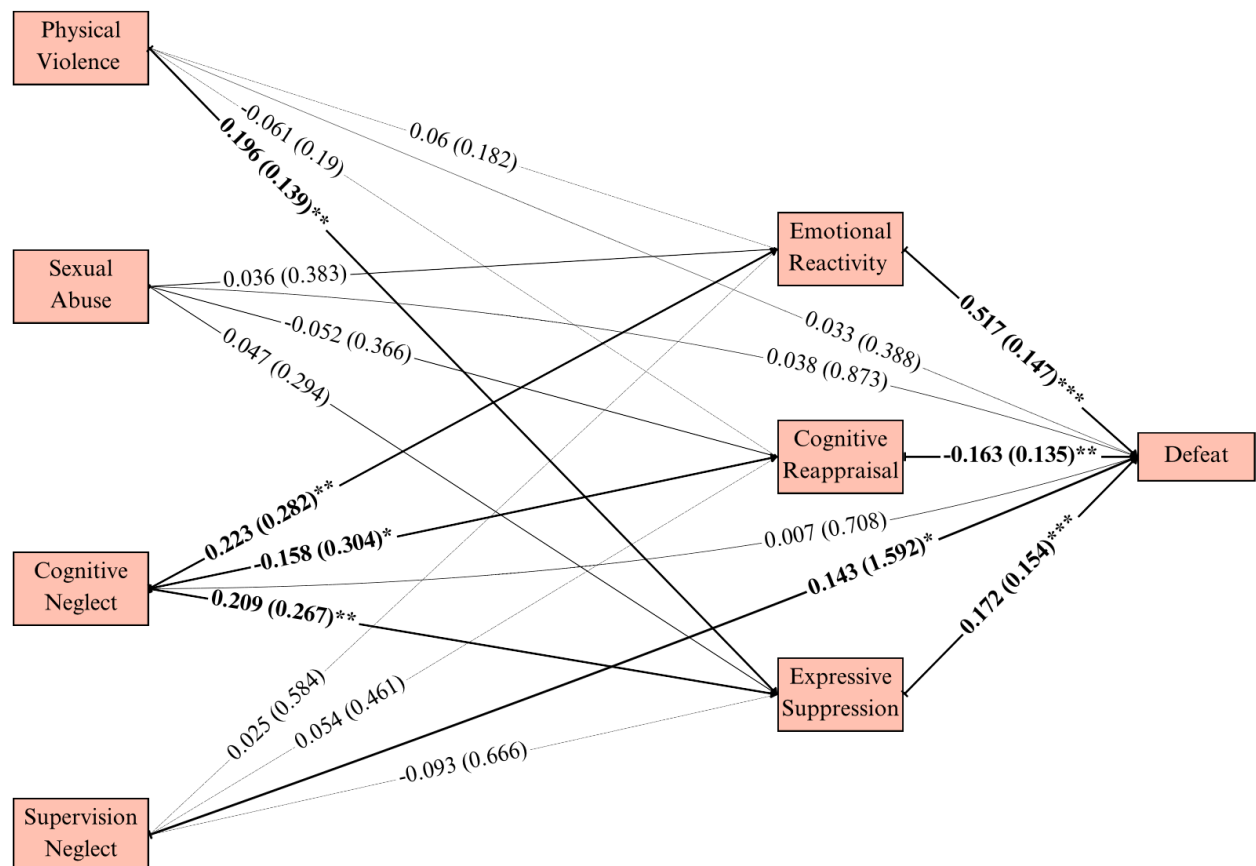 Physical
Violence
-0.061 (0.19)
0.196 (0.139)**
0.06 (0.182)
Emotional
Reactivity
Sexual
Abuse
0.036 (0.383)
-0.052 (0.366)
0.047 (0.294)
0.033 (0.388)
0.038 (0.873)
0.517 (0.147)***
Cognitive
Reappraisal
-0.163 (0.135)**
Defeat
0.223 (0.282)**
-0.158 (0.304)*
0.209 (0.267)**
0.007 (0.708)
0.143 (1.592)*
0.172 (0.154)***
Cognitive
Neglect
Expressive
Suppression
0.025 (0.584)
0.054 (0.461)
-0.093 (0.666)
Supervision
Neglect